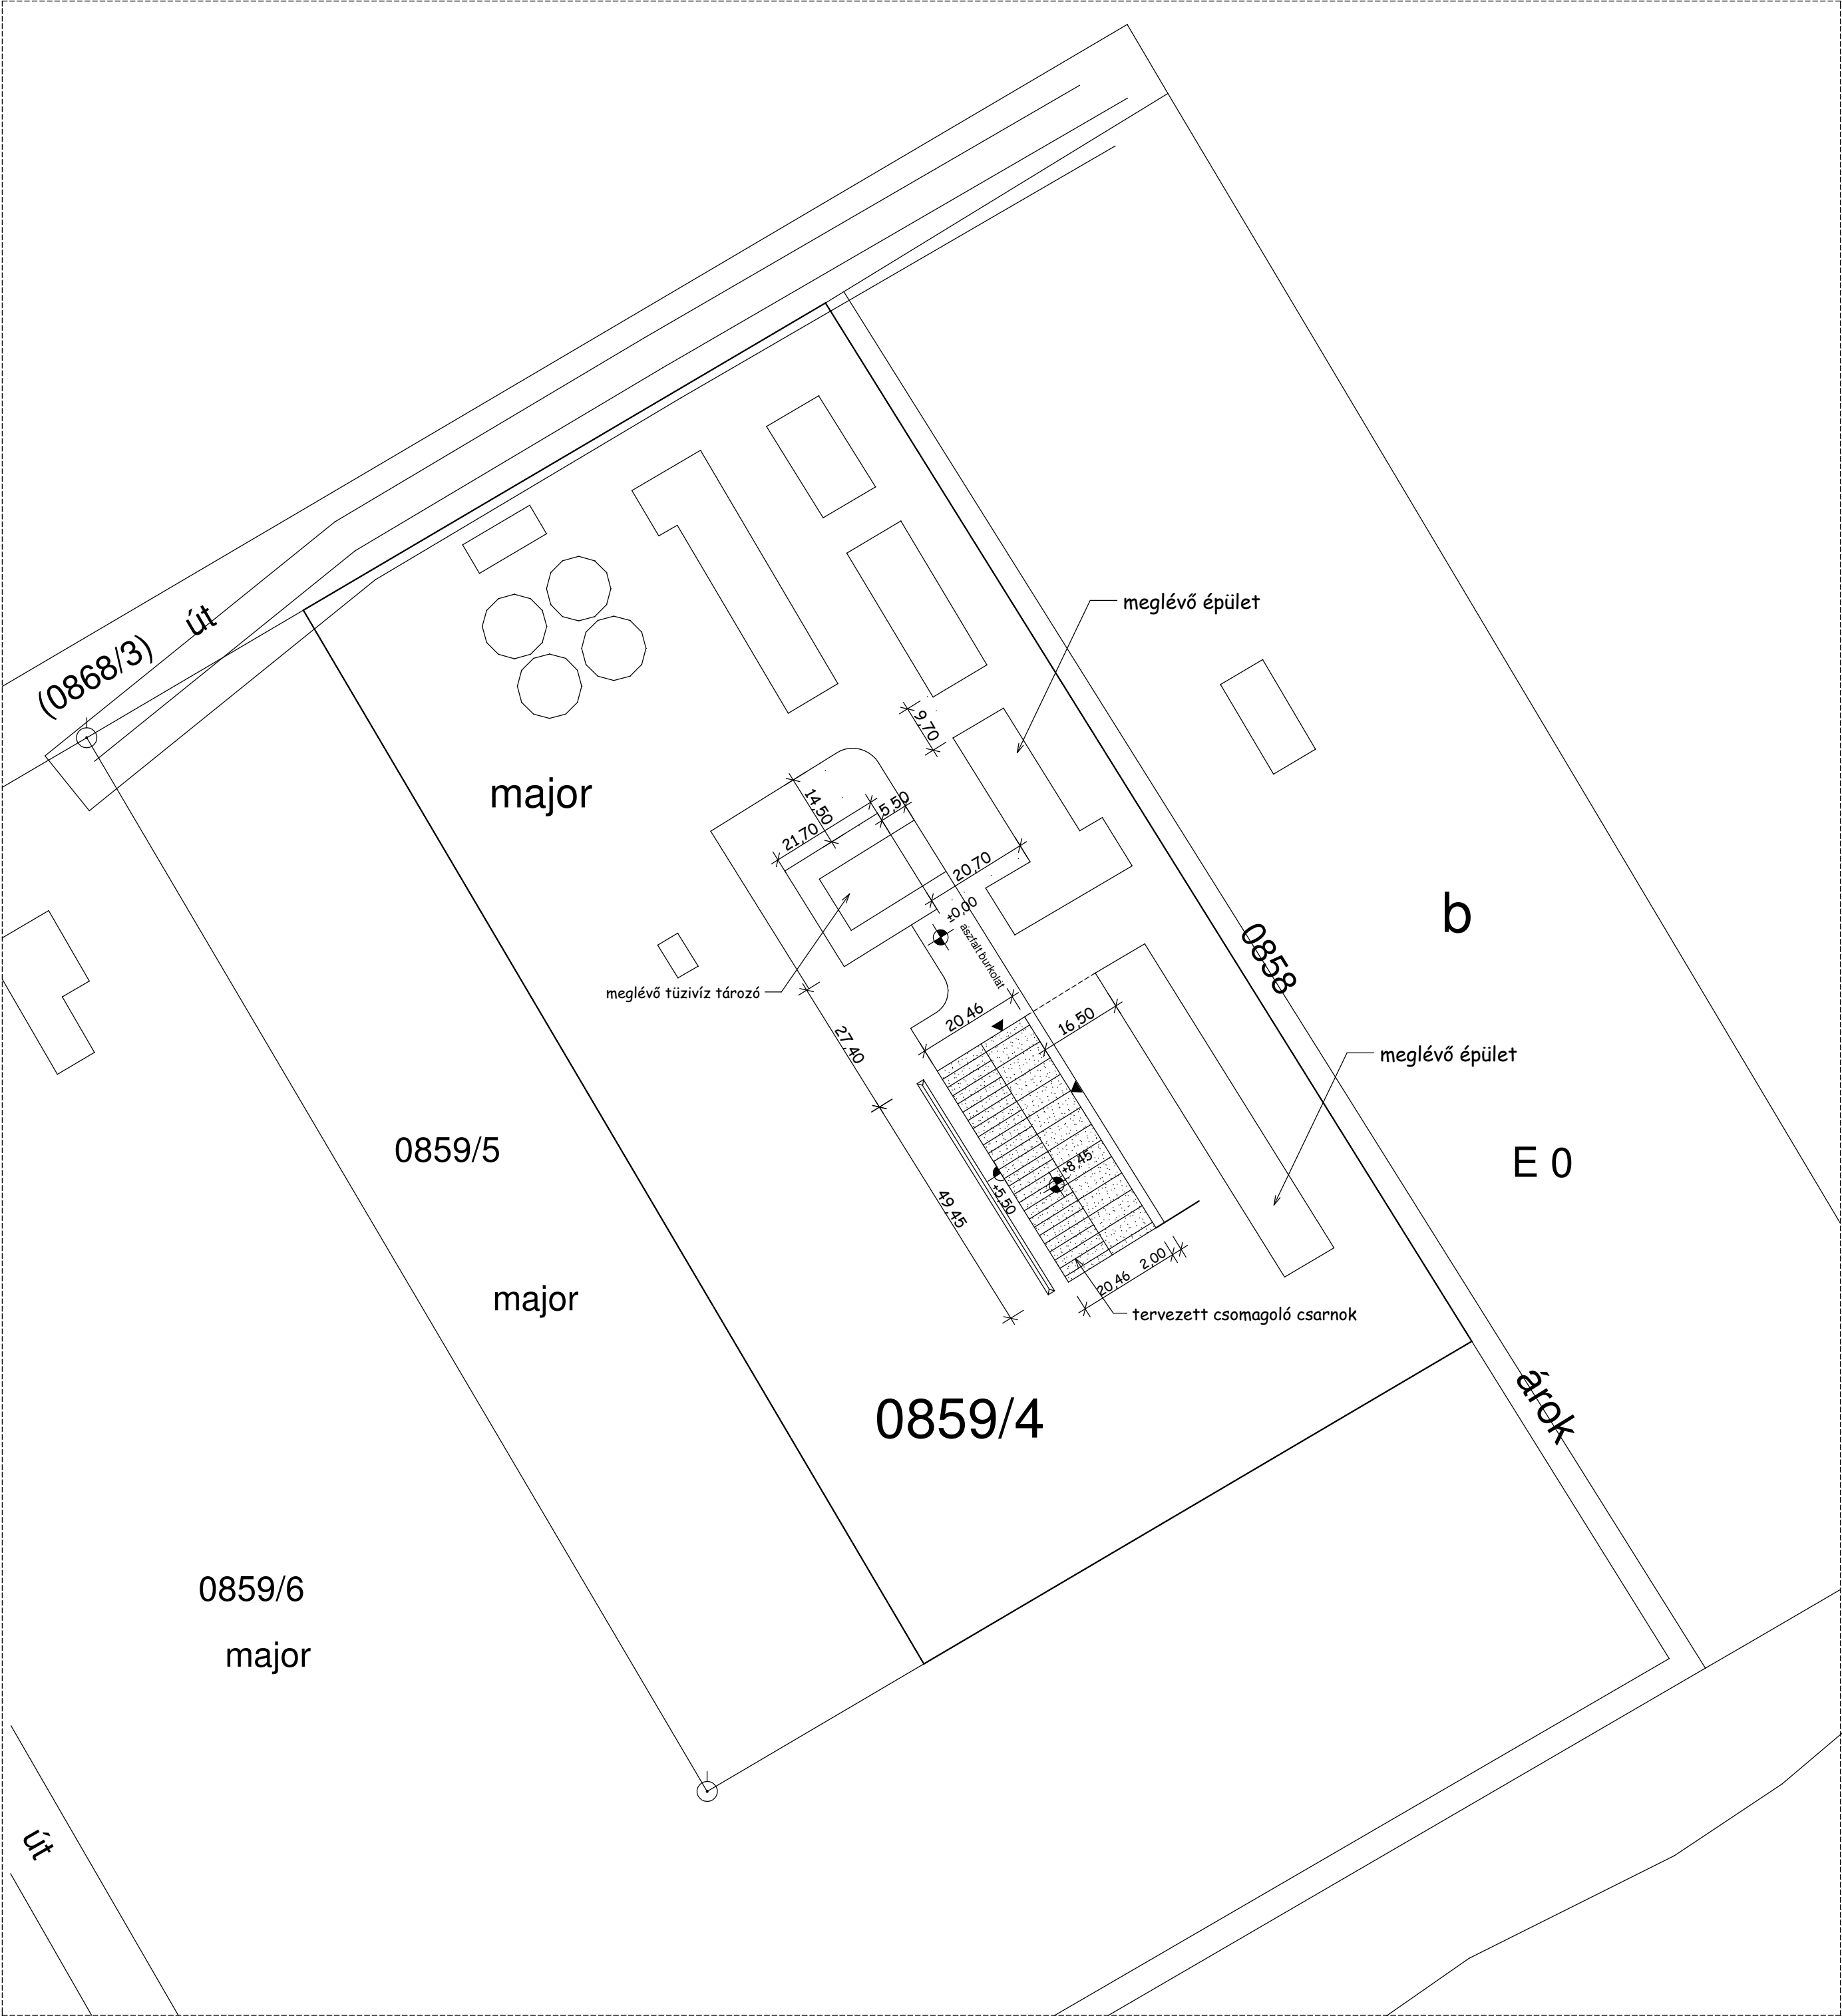 meglévő épület
út
(0868/3)
9,70
major
14,50
5,50
21,70
20,70
±0,00
aszfalt burkolat
b
0858
meglévő tüzivíz tározó
20,46
16,50
27,40
meglévő épület
0859/5
E 0
+8,45
+5,50
49,45
2,00
20,46
major
tervezett csomagoló csarnok
0859/4
árok
0859/6
major
út